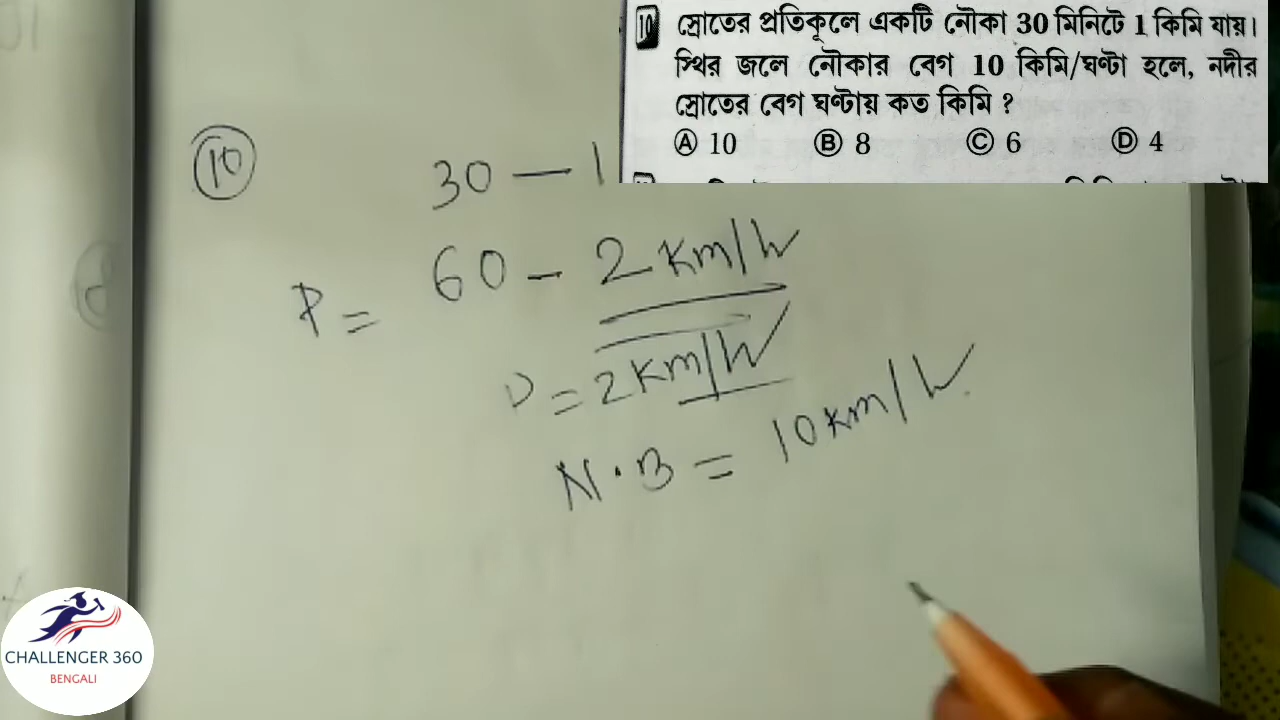 10 স্রোতের প্রতিকূলে একটি নৌকা 30 মিনিটে 1 কিমি যায়।
স্থির জলে নৌকার বেগ 10 কিমি/ঘণ্টা হলে, নদীর
স্রোতের বেগ ঘণ্টায় কত কিমি ?
Ⓐ 10 Ⓑ 8 Ⓒ 6 Ⓓ 4
10 30 — 1
60 - 2 Km/h
P =
= 2 Km/h
N.B = 10 Km/h
CHALLENGER 360
BENGALI